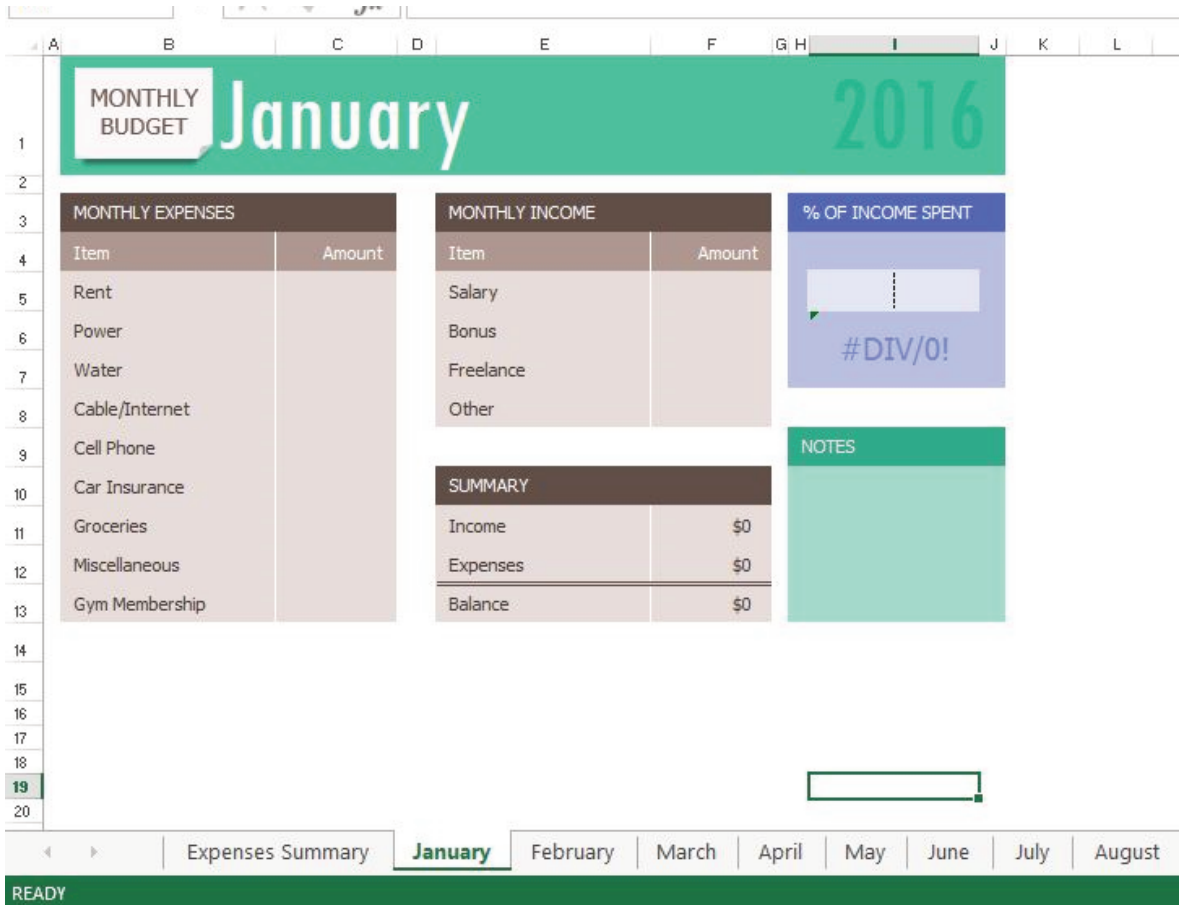 A B C D E F G H I J K L
MONTHLY
BUDGET
January
2016
1
2
3 MONTHLY EXPENSES MONTHLY INCOME % OF INCOME SPENT
4 Item Amount Item Amount
5 Rent Salary
6 Power Bonus
#DIV/0!
7 Water Freelance
8 Cable/Internet Other
9 Cell Phone NOTES
10 Car Insurance SUMMARY
11 Groceries Income $0
12 Miscellaneous Expenses $0
13 Gym Membership Balance $0
14
15
16
17
18
19
20
Expenses Summary January February March April May June July August
READY